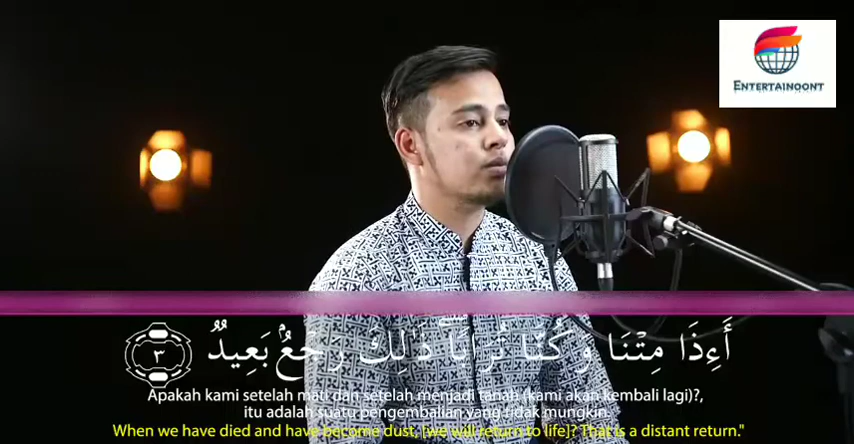 ENTERTAINOONT
أَءِذَا مِتْنَا وَكُنَّا تُرَابًا ذَٰلِكَ رَجْعٌۢ بَعِيدٌ ٣
Apakah kami setelah mati dan setelah menjadi tanah (kami akan kembali lagi)?,
itu adalah suatu pengembalian yang tidak mungkin.
When we have died and have become dust, [we will return to life]? That is a distant return."